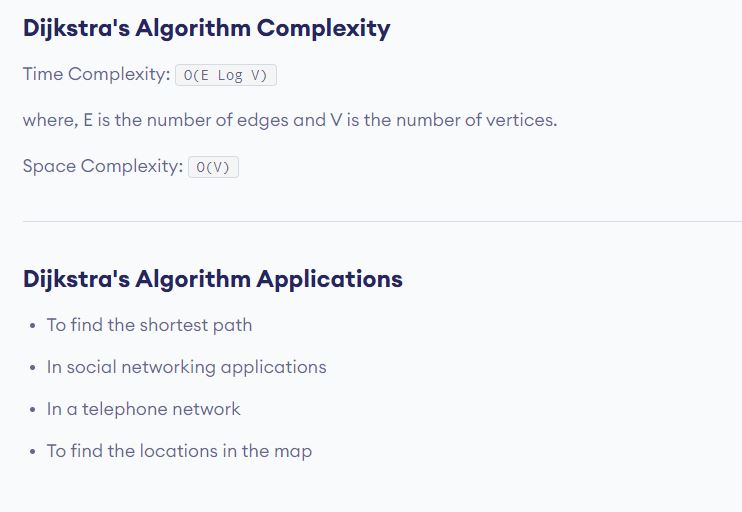 Dijkstra's Algorithm Complexity
Time Complexity: O(E Log V)
where, E is the number of edges and V is the number of vertices.
Space Complexity: O(V)
Dijkstra's Algorithm Applications
• To find the shortest path
• In social networking applications
• In a telephone network
• To find the locations in the map